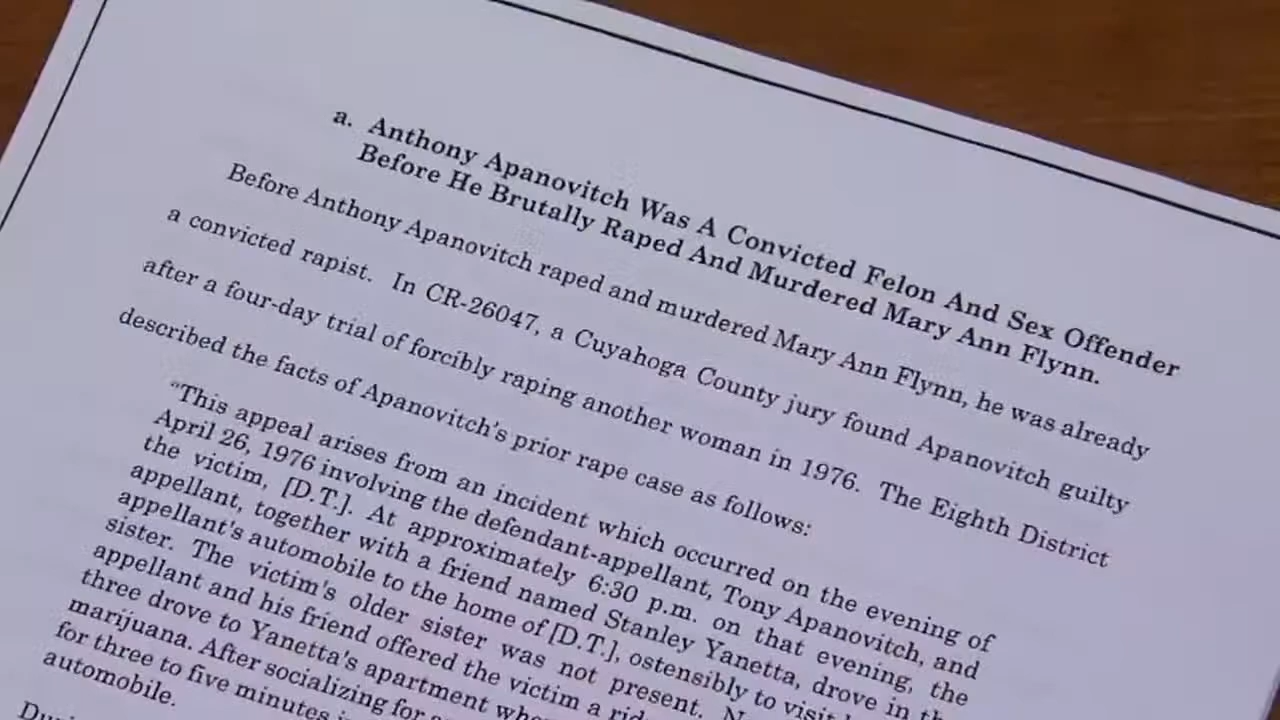 a. Anthony Apanovitch Was A Convicted Felon And Sex Offender
Before He Brutally Raped And Murdered Mary Ann Flynn.
Before Anthony Apanovitch raped and murdered Mary Ann Flynn, he was already
a convicted rapist. In CR-26047, a Cuyahoga County jury found Apanovitch guilty
after a four-day trial of forcibly raping another woman in 1976. The Eighth District
described the facts of Apanovitch's prior rape case as follows:
"This appeal arises from an incident which occurred on the evening of
April 26, 1976 involving the defendant-appellant, Tony Apanovitch, and
the victim, [D.T.]. At approximately 6:30 p.m. on that evening, the
appellant, together with a friend named Stanley Yanetta, drove in
appellant's automobile to the home of [D.T.], ostensibly to visit
sister. The victim's older sister was not present.
appellant and his friend offered the victim a
three drove to Yanetta's apartment
marijuana. After socializing for
for three to five minutes
automobile.